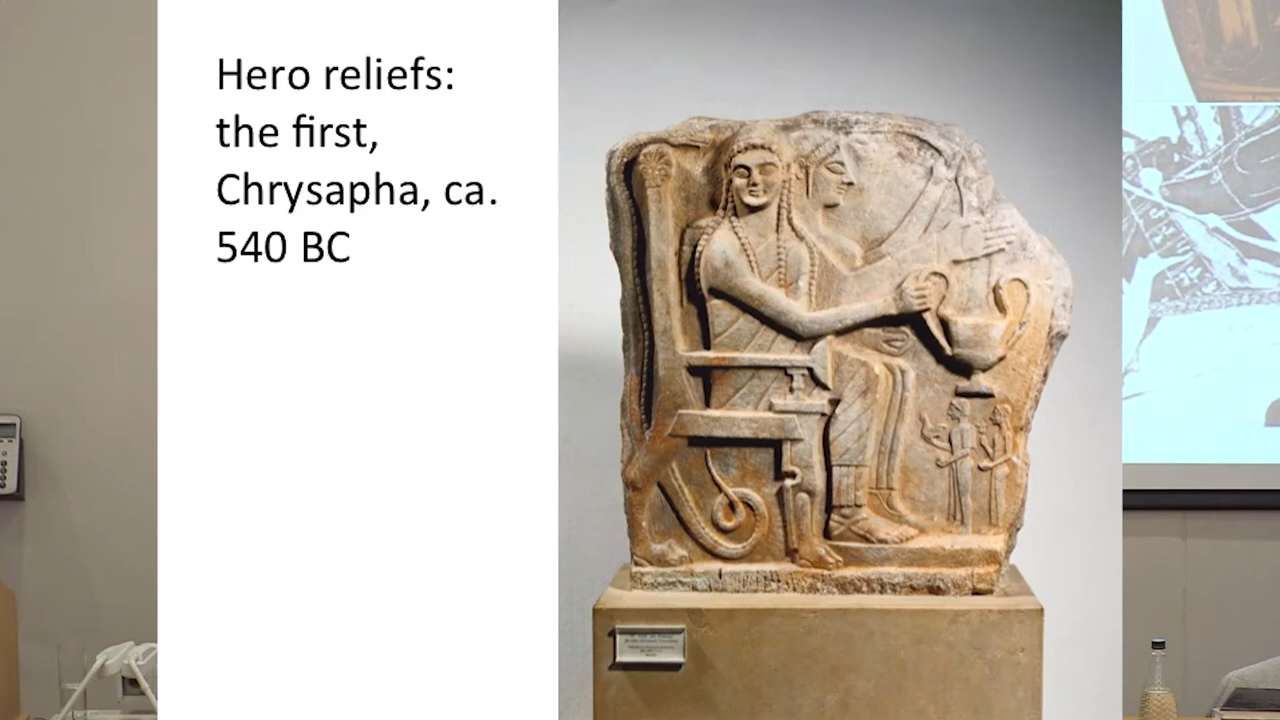 Hero reliefs:
the first,
Chrysapha, ca.
540 BC